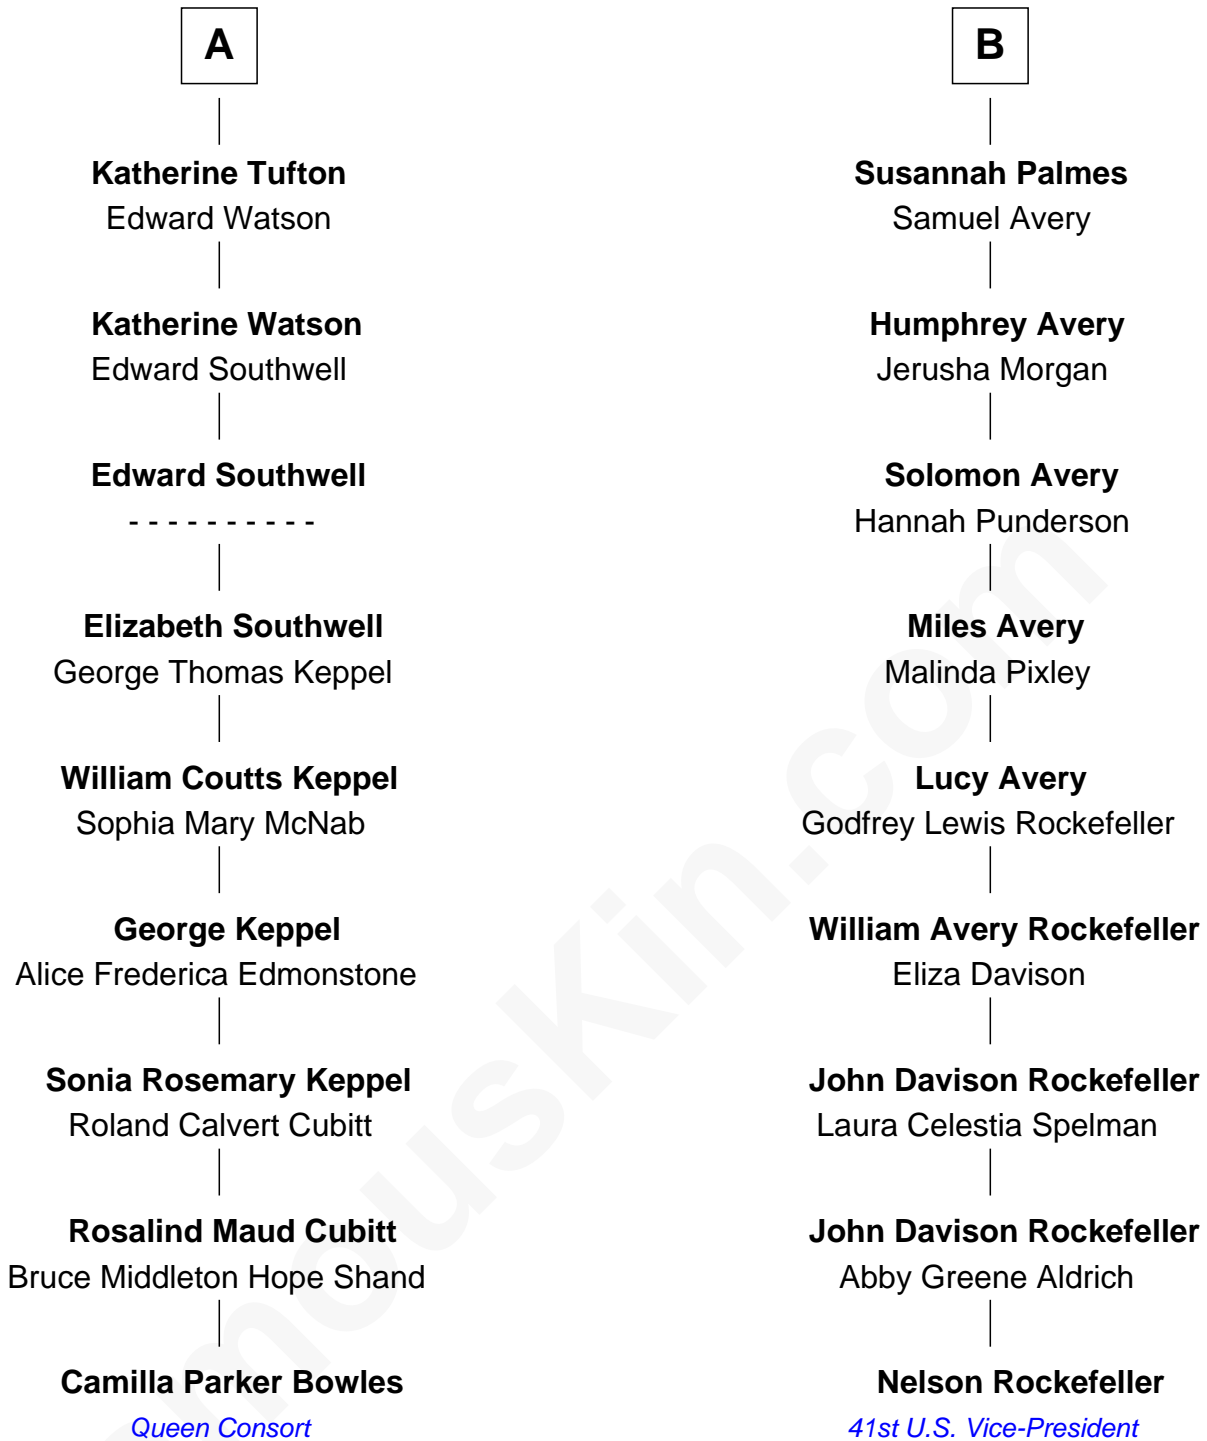 A
Katherine Tufton
Edward Watson
Katherine Watson
Edward Southwell
Edward Southwell
- - - - - - - - - -
Elizabeth Southwell
George Thomas Keppel
William Coutts Keppel
Sophia Mary McNab
George Keppel
Alice Frederica Edmonstone
Sonia Rosemary Keppel
Roland Calvert Cubitt
Rosalind Maud Cubitt
Bruce Middleton Hope Shand
Camilla Parker Bowles
Queen Consort
B
Susannah Palmes
Samuel Avery
Humphrey Avery
Jerusha Morgan
Solomon Avery
Hannah Punderson
Miles Avery
Malinda Pixley
Lucy Avery
Godfrey Lewis Rockefeller
William Avery Rockefeller
Eliza Davison
John Davison Rockefeller
Laura Celestia Spelman
John Davison Rockefeller
Abby Greene Aldrich
Nelson Rockefeller
41st U.S. Vice-President
omousKin.com